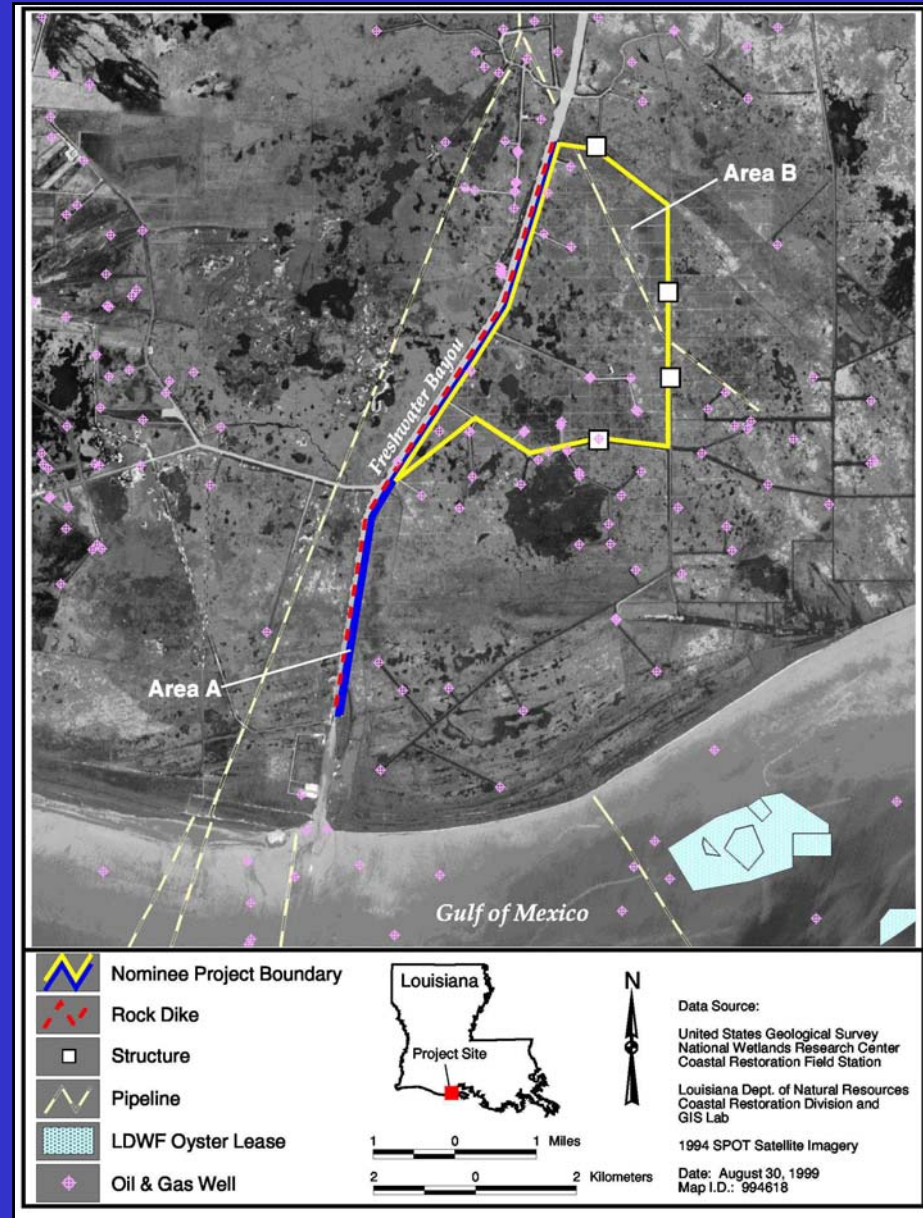 Area B
Freshwater Bayou
Area A
Gulf of Mexico
Nominee Project Boundary
Rock Dike
Structure
Pipeline
LDWF Oyster Lease
Oil & Gas Well
Louisiana
Project Site
1 0 1 Miles
2 0 2 Kilometers
N
Data Source:
United States Geological Survey
National Wetlands Research Center
Coastal Restoration Field Station
Louisiana Dept. of Natural Resources
Coastal Restoration Division and
GIS Lab
1994 SPOT Satellite Imagery
Date: August 30, 1999
Map I.D.: 994618